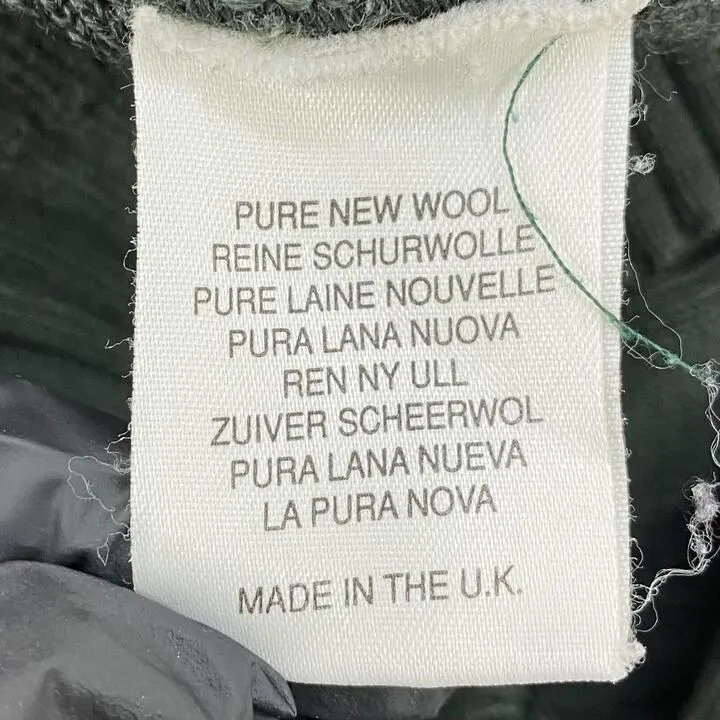 PURE NEW WOOL
REINE SCHURWOLLE
PURE LAINE NOUVELLE
PURA LANA NUOVA
REN NY ULL
ZUIVER SCHEERWOL
PURA LANA NUEVA
LA PURA NOVA
MADE IN THE U.K.